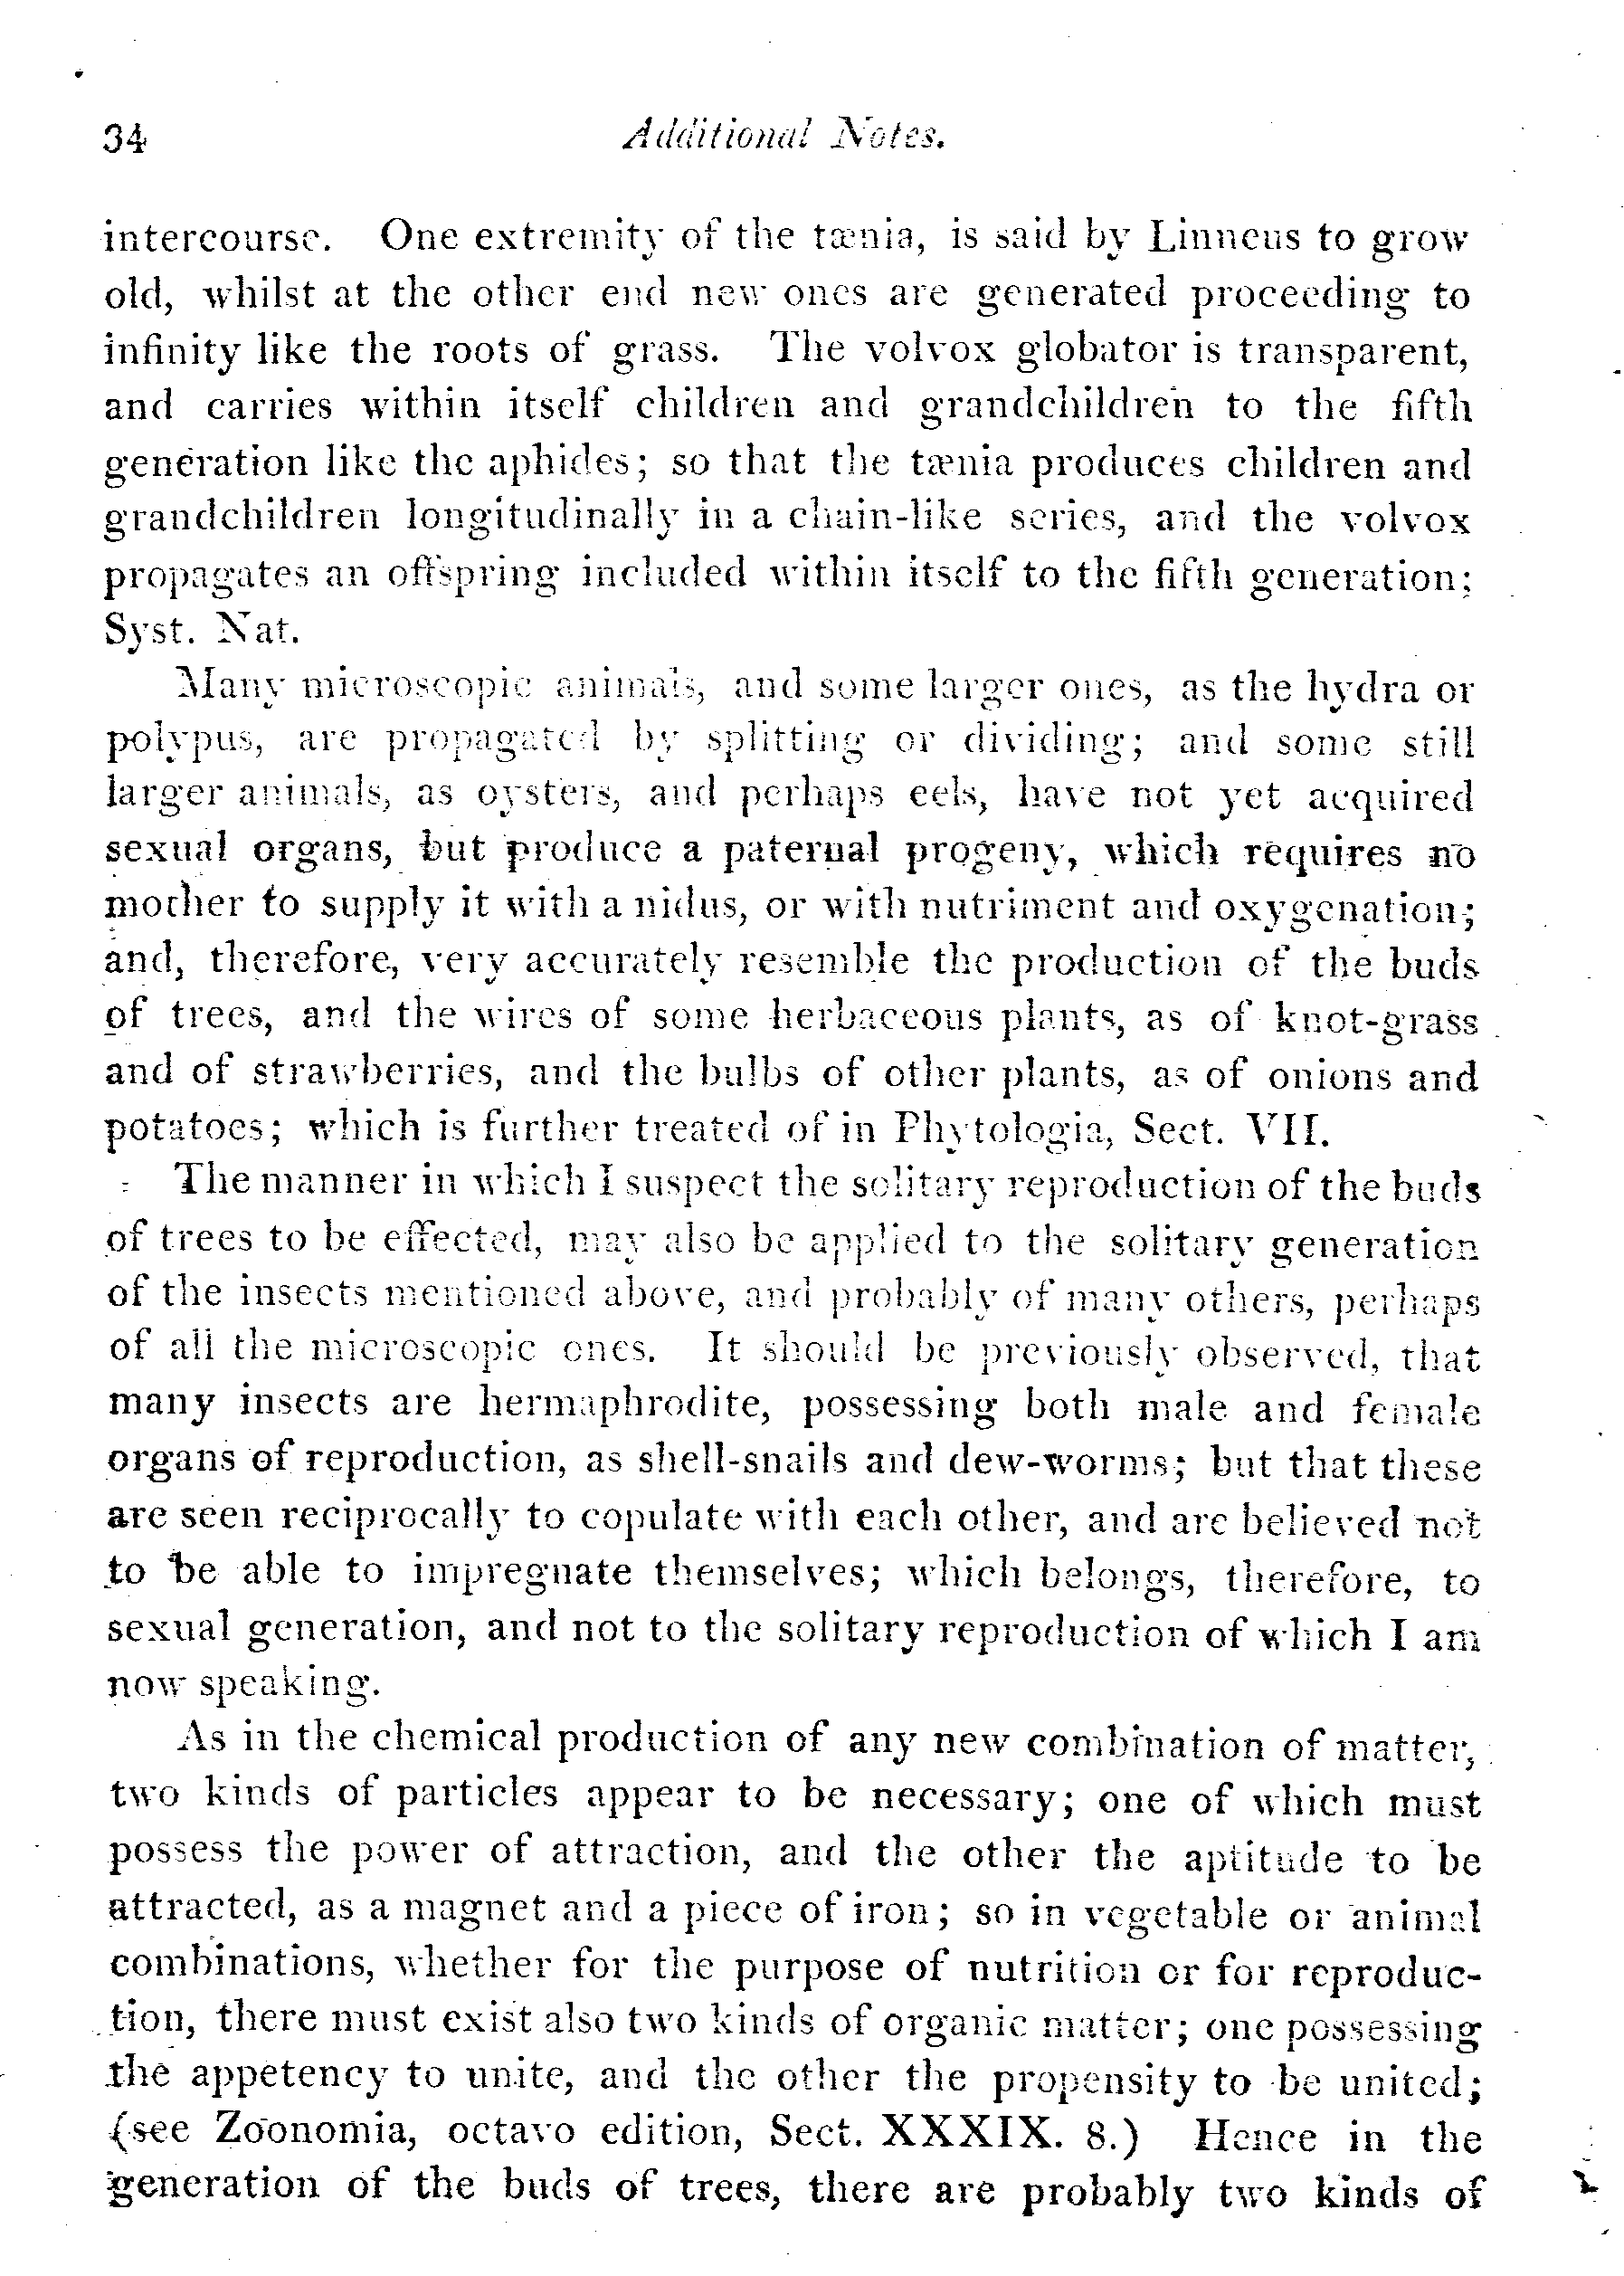 34 Additional Notes.
intercourse. One extremity of the tænia, is said by Linneus to grow
old, whilst at the other end new ones are generated proceeding to
infinity like the roots of grass. The volvox globator is transparent,
and carries within itself children and grandchildren to the fifth
generation like the aphides; so that the tænia produces children and
grandchildren longitudinally in a chain-like series, and the volvox
propagates an offspring included within itself to the fifth generation;
Syst. Nat.
Many microscopic animals, and some larger ones, as the hydra or
polypus, are propagated by splitting or dividing; and some still
larger animals, as oysters, and perhaps eels, have not yet acquired
sexual organs, but produce a paternal progeny, which requires no
mother to supply it with a nidus, or with nutriment and oxygenation;
and, therefore, very accurately resemble the production of the buds
of trees, and the wires of some herbaceous plants, as of knot-grass
and of strawberries, and the bulbs of other plants, as of onions and
potatoes; which is further treated of in Phytologia, Sect. VII.
The manner in which I suspect the solitary reproduction of the buds
of trees to be effected, may also be applied to the solitary generation
of the insects mentioned above, and probably of many others, perhaps
of all the microscopic ones. It should be previously observed, that
many insects are hermaphrodite, possessing both male and female
organs of reproduction, as shell-snails and dew-worms; but that these
are seen reciprocally to copulate with each other, and are believed not
to be able to impregnate themselves; which belongs, therefore, to
sexual generation, and not to the solitary reproduction of which I am
now speaking.
As in the chemical production of any new combination of matter,
two kinds of particles appear to be necessary; one of which must
possess the power of attraction, and the other the aptitude to be
attracted, as a magnet and a piece of iron; so in vegetable or animal
combinations, whether for the purpose of nutrition or for reproduc-
tion, there must exist also two kinds of organic matter; one possessing
the appetency to unite, and the other the propensity to be united;
(see Zoonomia, octavo edition, Sect. XXXIX. 8.) Hence in the
generation of the buds of trees, there are probably two kinds of